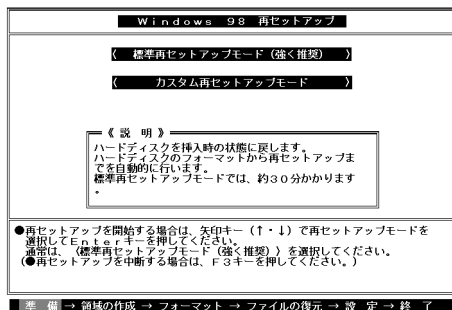 Windows 98 再セットアップ
〈 標準再セットアップモード（強く推奨） 〉
〈 カスタム再セットアップモード 〉
《説 明》
ハードディスクを挿入時の状態に戻します。
ハードディスクのフォーマットから再セットアップま
でを自動的に行います。
標準再セットアップモードでは、約３０分かかります
。
●再セットアップを開始する場合は、矢印キー（↑・↓）で再セットアップモードを
選択してＥｎｔｅｒキーを押してください。
通常は、〈標準再セットアップモード（強く推奨）〉を選択してください。
（●再セットアップを中断する場合は、Ｆ３キーを押してください。）
準 備 → 領域の作成 → フォーマット → ファイルの復元 → 設 定 → 終 了